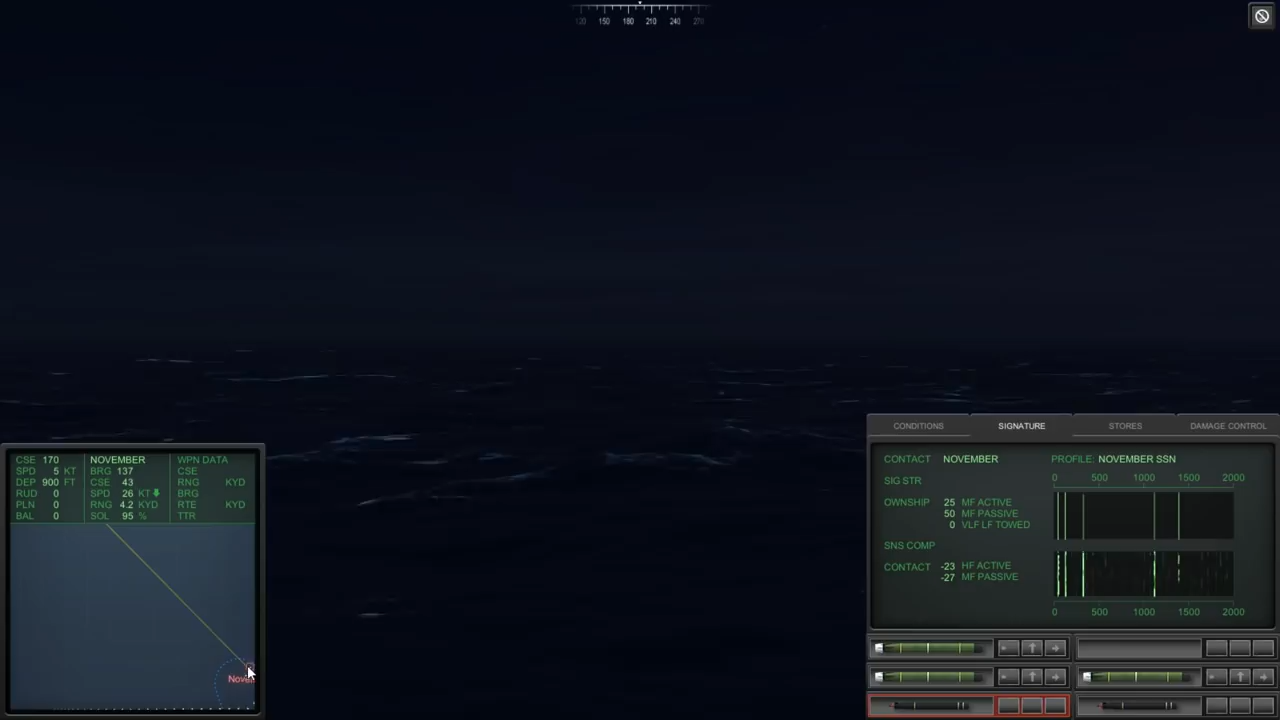 120 150 180 210 240 270
CSE 170 NOVEMBER WPN DATA
SPD 5 KT BRG 137 CSE
DEP 900 FT CSE 43 RNG KYD
RUD 0 SPD 26 KT BRG
PLN 0 RNG 4.2 KYD RTE KYD
BAL 0 SOL 95 % TTR
CONDITIONS SIGNATURE STORES DAMAGE CONTROL
CONTACT NOVEMBER PROFILE: NOVEMBER SSN
0 500 1000 1500 2000
SIG STR
OWNSHIP 25 MF ACTIVE
50 MF PASSIVE
0 VLF LF TOWED
SNS COMP
CONTACT -23 HF ACTIVE
-27 MF PASSIVE
0 500 1000 1500 2000